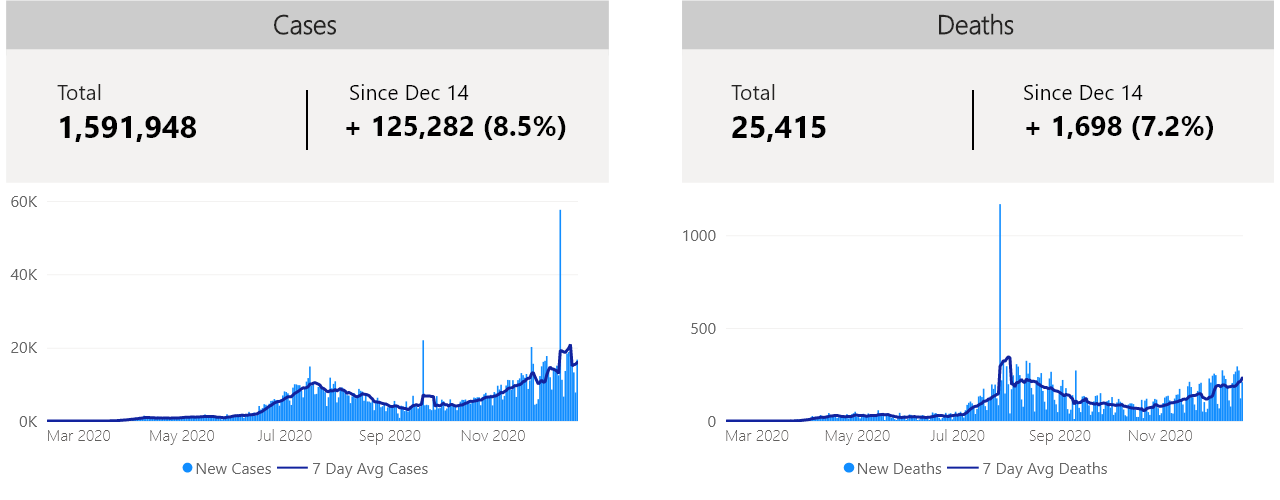 Cases
Total
Since Dec 14
1,591,948
+ 125,282 (8.5%)
60K
40K
20K
0K
Mar 2020 May 2020 Jul 2020 Sep 2020 Nov 2020
New Cases 7 Day Avg Cases
Deaths
Total
Since Dec 14
25,415
+ 1,698 (7.2%)
1000
500
0
Mar 2020 May 2020 Jul 2020 Sep 2020 Nov 2020
New Deaths 7 Day Avg Deaths